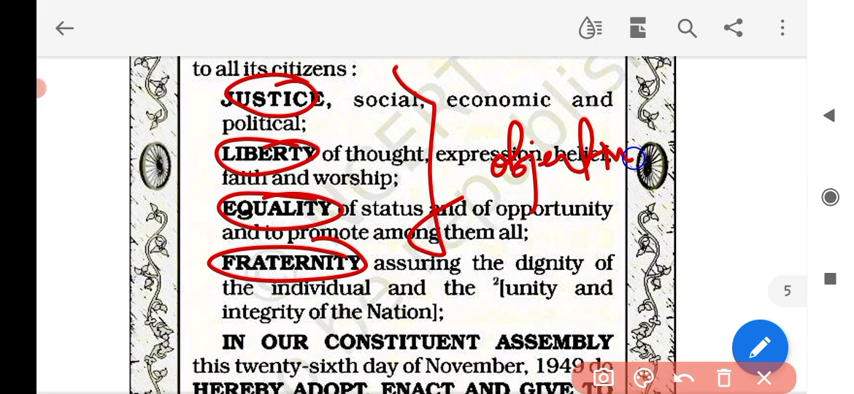 to all its citizens :
JUSTICE, social, economic and
political;
LIBERTY of thought, expression, belief,
faith and worship;
EQUALITY of status and of opportunity
and to promote among them all;
FRATERNITY assuring the dignity of
the individual and the ²[unity and
integrity of the Nation];
IN OUR CONSTITUENT ASSEMBLY
this twenty-sixth day of November, 1949 do
HEREBY ADOPT, ENACT AND GIVE TO
5